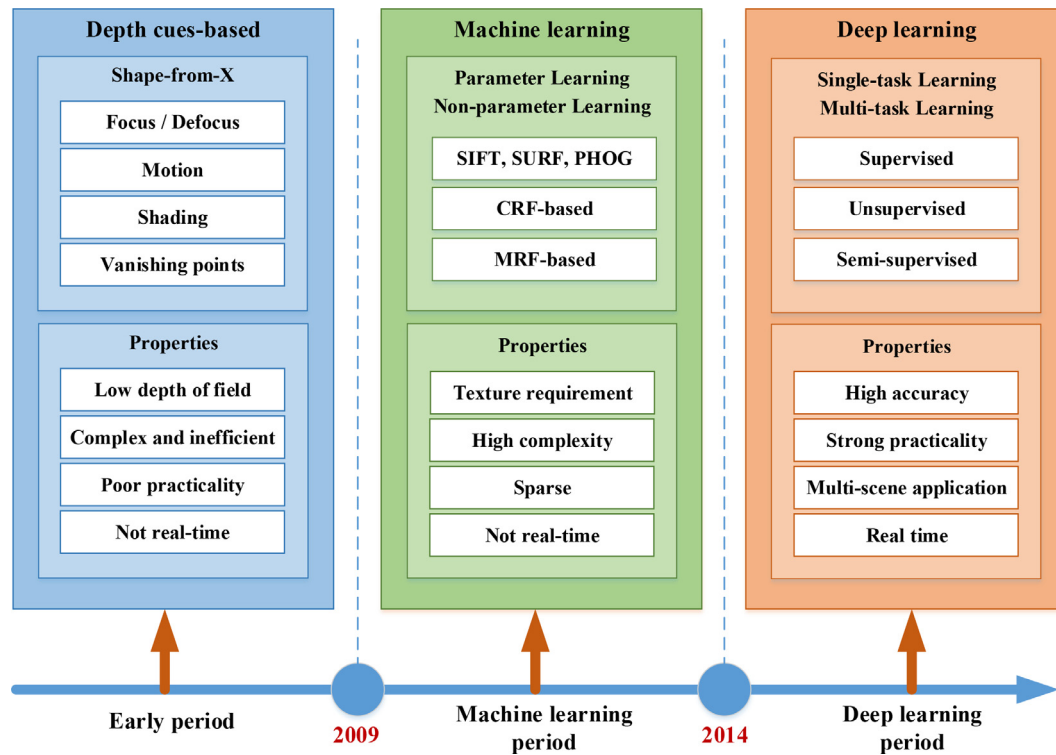 Depth cues-based
Shape-from-X
Focus / Defocus
Motion
Shading
Vanishing points
Properties
Low depth of field
Complex and inefficient
Poor practicality
Not real-time
Machine learning
Parameter Learning
Non-parameter Learning
SIFT, SURF, PHOG
CRF-based
MRF-based
Properties
Texture requirement
High complexity
Sparse
Not real-time
Deep learning
Single-task Learning
Multi-task Learning
Supervised
Unsupervised
Semi-supervised
Properties
High accuracy
Strong practicality
Multi-scene application
Real time
Early period
2009
Machine learning
period
2014
Deep learning
period